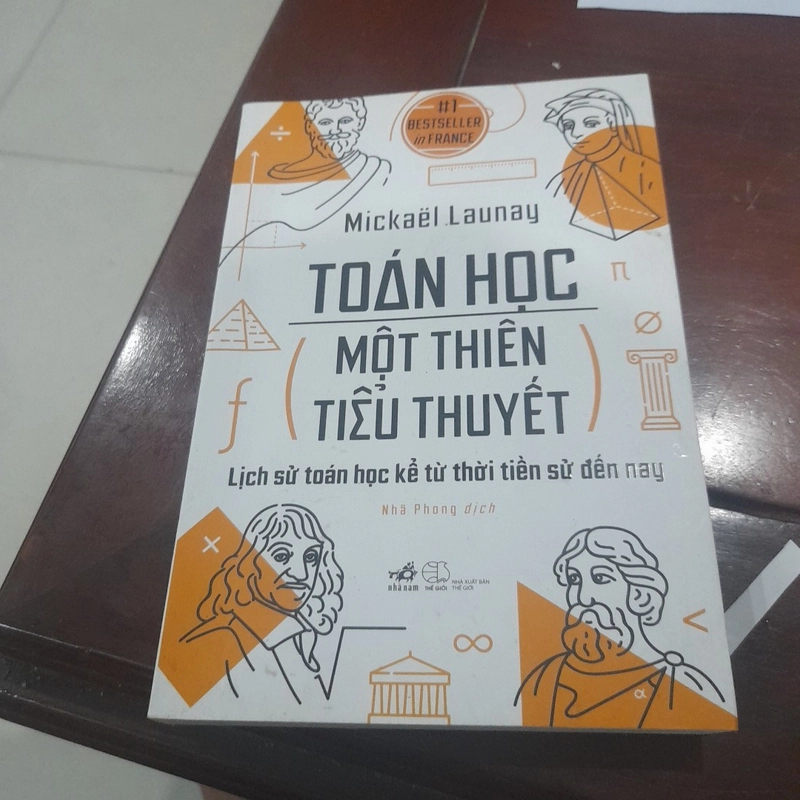 #1
BESTSELLER
in FRANCE
Mickaël Launay
TOÁN HỌC
(MỘT THIÊN
TIỂU THUYẾT)
Lịch sử toán học kể từ thời tiền sử đến nay
Nhã Phong dịch
nhã nam
THẾ GIỚI
NHÀ XUẤT BẢN
THẾ GIỚI
÷
π
∅
f
×
∞
<
α